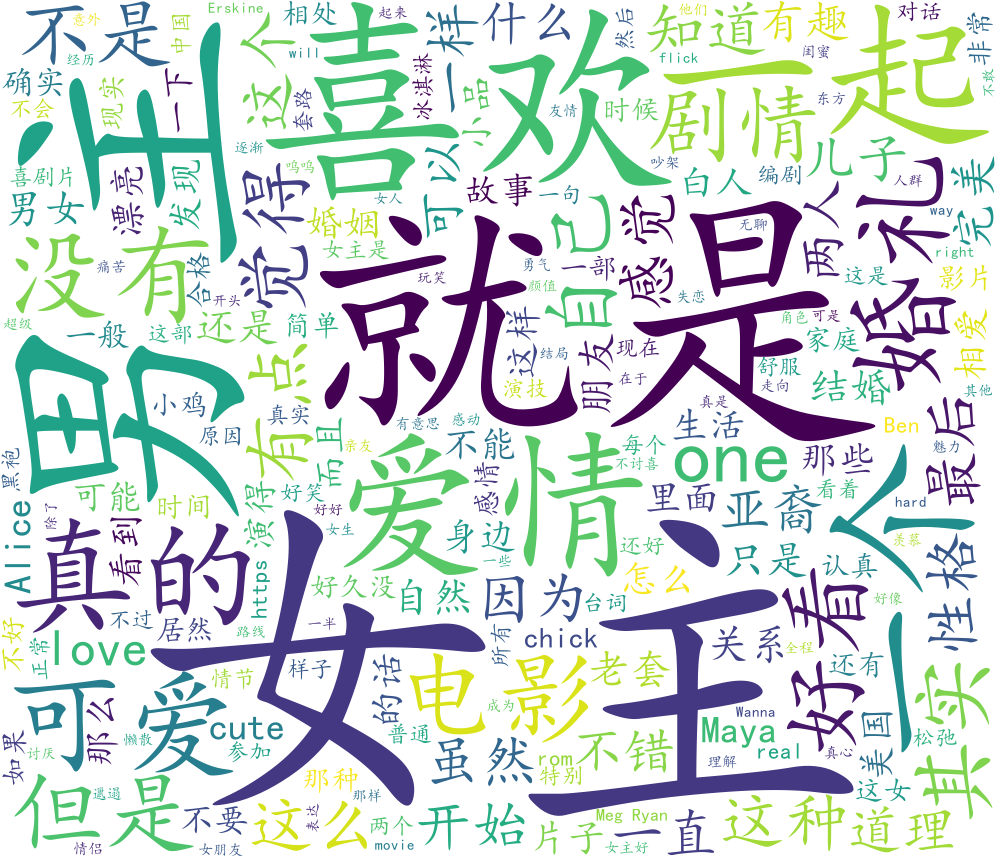 就是
女主
男主
喜欢
爱情
一起
一个
真的
没有
可爱
但是
电影
剧情
婚礼
好看
觉得
自己
感觉
其实
有点
one
不是
这个
一样
什么
知道
有趣
儿子
最后
完美
性格
道理
这种
一直
开始
这么
虽然
因为
不错
love
Maya
Alice
cute
chick
real
rom
Ben
https
Erskine
will
flick
way
right
hard
Wanna
Meg Ryan
movie
意外
中国
相处
经历
确实
不会
现实
一下
套路
冰淇淋
小品
友情
时候
然后
闺蜜
他们
起来
东方
对话
非常
不敢
喜剧片
男女
漂亮
发现
逐渐
呜呜
女人
可以
故事
一句
吵架
白人
编剧
人群
无聊
两人
婚姻
女主是
痛苦
合格
开头
玩笑
勇气
颜值
一部
失恋
这是
影片
相爱
超级
一般
这部
还是
简单
这样
朋友
现在
角色
可是
家庭
其他
小鸡
原因
真实
结局
演技
在于
舒服
走向
结婚
黑袍
而且
有意思
感动
不能
每个
真是
生活
那些
魅力
可能
时间
好笑
亲友
演得
感情
不讨喜
里面
亚裔
看着
看到
除了
好好
女生
身边
一些
还好
只是
认真
羡慕
不好
正常
不过
居然
好久没
自然
台词
怎么
好像
路线
一半
所有
关系
全程
还有
松弛
如果
那么
情节
样子
的话
老套
讨厌
懒散
参加
普通
成为
特别
理解
真心
美国
这女
邋遢
不要
那种
那样
表达
两个
片子
情侣
女朋友
女主好